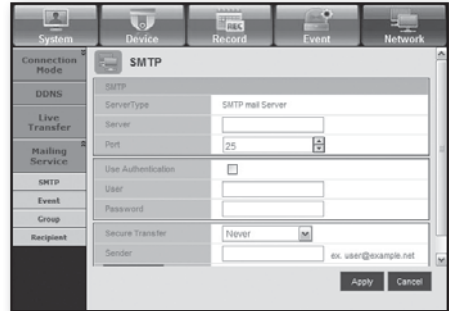 System Device Record Event Network
Connection Mode
DDNS
Live Transfer
Mailing Service
SMTP
Event
Group
Recipient
SMTP
SMTP
ServerType SMTP mail Server
Server
Port 25
Use Authentication
User
Password
Secure Transfer Never
Sender ex. user@example.net
Apply Cancel